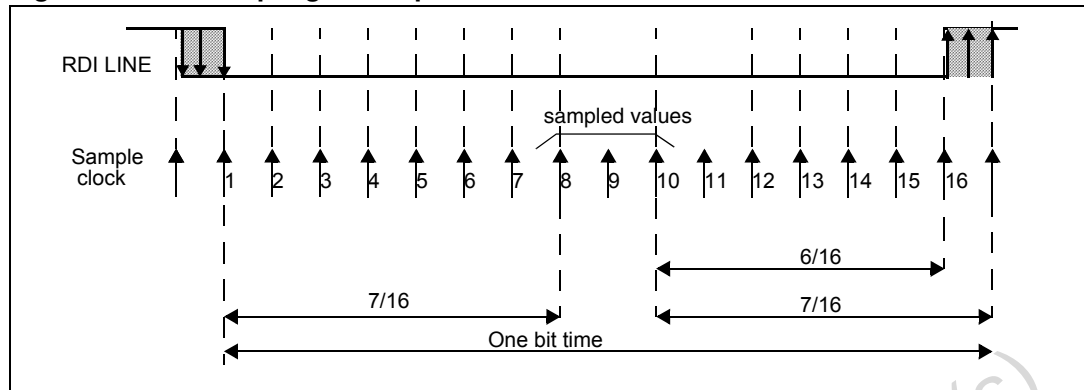 RDI LINE
sampled values
Sample
clock
1 2 3 4 5 6 7 8 9 10 11 12 13 14 15 16
6/16
7/16 7/16
One bit time